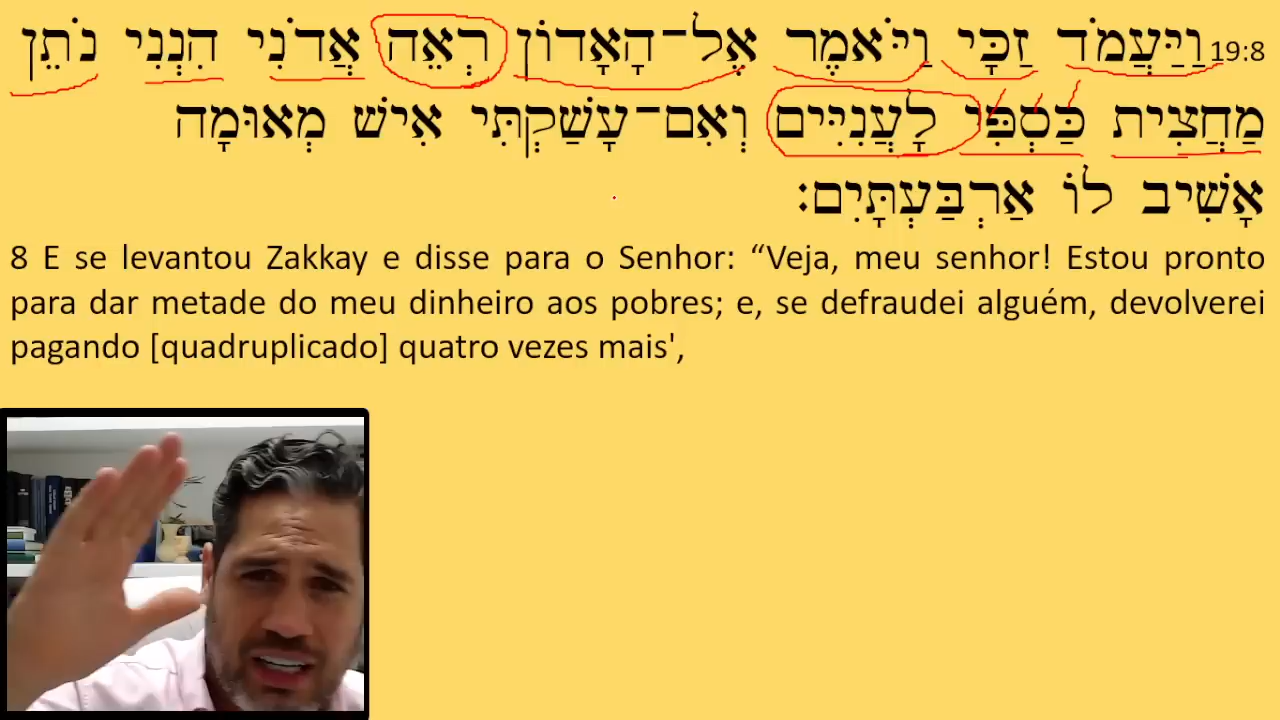 19:8 וַיַּעֲמֹד זַכָּי וַיֹּאמֶר אֶל־הָאָדוֹן רְאֵה אֲדֹנִי הִנְנִי נֹתֵן
מַחֲצִית כַּסְפִּי לָעֲנִיִּים וְאִם־עָשַׁקְתִּי אִישׁ מְאוּמָה
אָשִׁיב לוֹ אַרְבַּעְתָּיִם׃
8 E se levantou Zakkay e disse para o Senhor: “Veja, meu senhor! Estou pronto
para dar metade do meu dinheiro aos pobres; e, se defraudei alguém, devolverei
pagando [quadruplicado] quatro vezes mais',